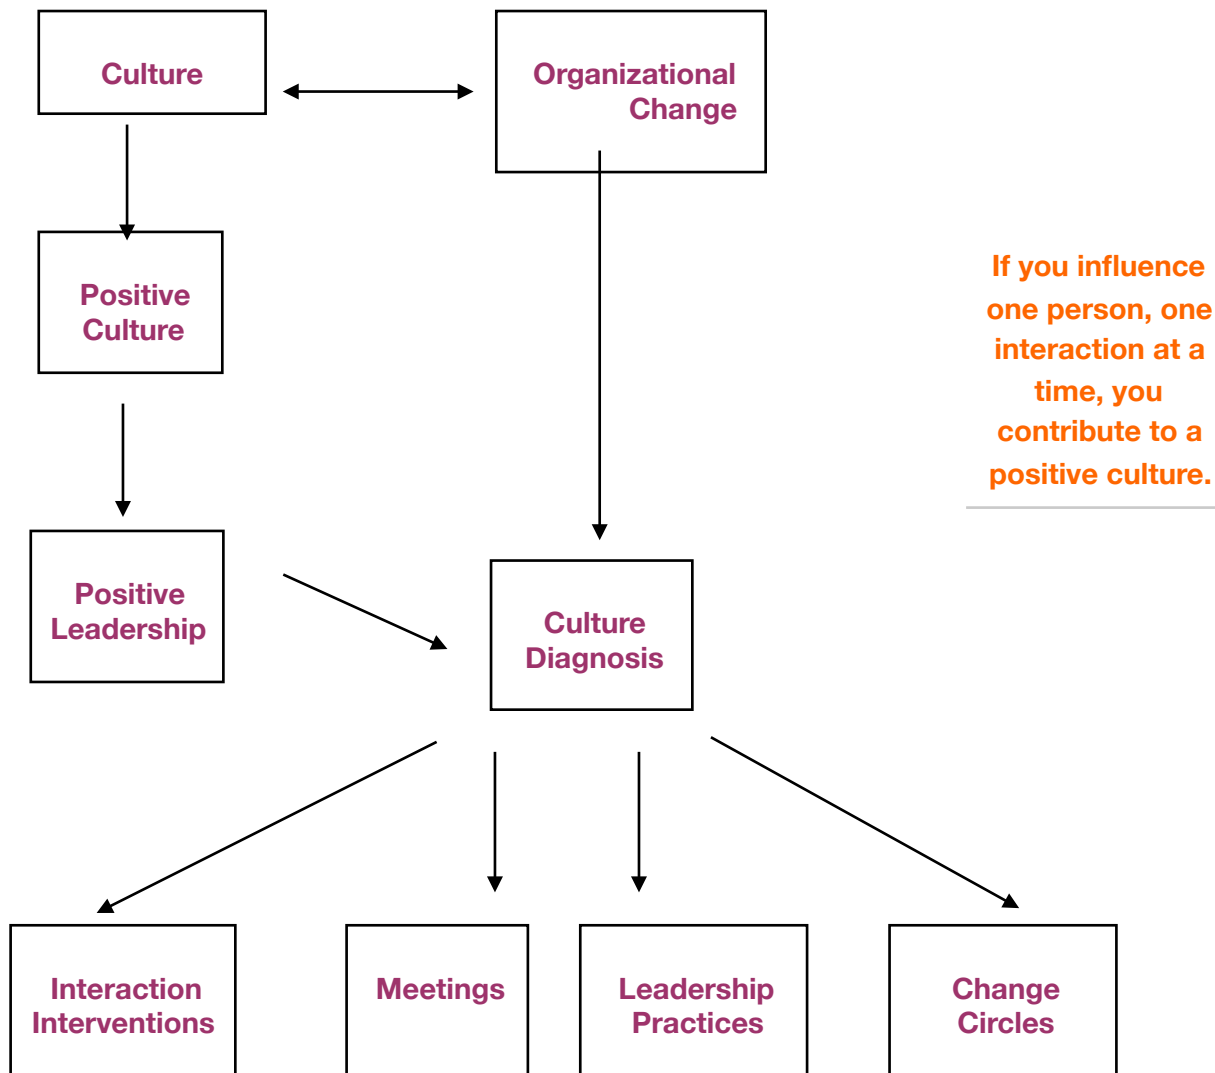 Culture
Organizational
Change
Positive
Culture
If you influence
one person, one
interaction at a
time, you
contribute to a
positive culture.
Positive
Leadership
Culture
Diagnosis
Interaction
Interventions
Meetings
Leadership
Practices
Change
Circles